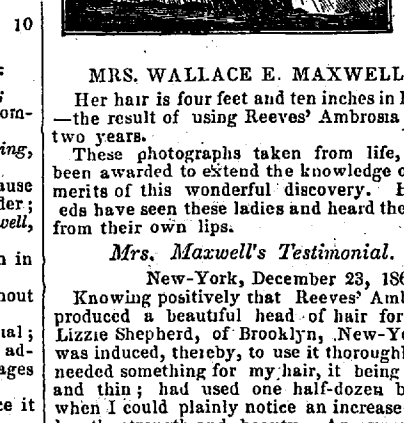 10
MRS. WALLACE E. MAXWELL
Her hair is four feet and ten inches in
—the result of using Reeves' Ambrosia
two years.
These photographs taken from life,
been awarded to extend the knowledge
merits of this wonderful discovery.
eds have seen these ladies and heard the
from their own lips.
Mrs. Maxwell's Testimonial.
New-York, December 23, 186
Knowing positively that Reeves' Amb
produced a beautiful head of hair for
Lizzie Shepherd, of Brooklyn, New-Y
was induced, thereby, to use it thorough
needed something for my hair, it being
and thin; had used one half-dozen b
when I could plainly notice an increase
om-
ing,
ause
der;
well,
n in
hout
ial;
ad-
ages
ce it